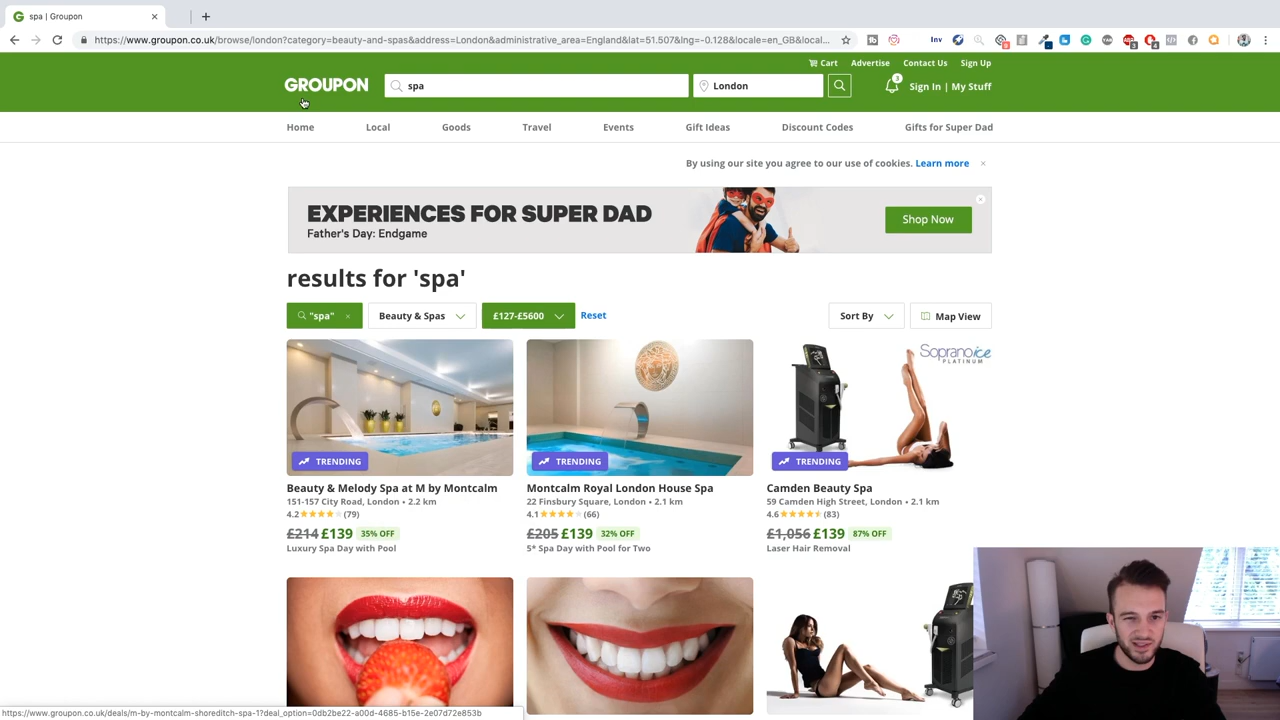 spa | Groupon
https://www.groupon.co.uk/browse/london?category=beauty-and-spas&address=London&administrative_area=England&lat=51.507&lng=-0.128&locale=en_GB&local...
Cart Advertise Contact Us Sign Up
GROUPON spa London 3 Sign In | My Stuff
Home Local Goods Travel Events Gift Ideas Discount Codes Gifts for Super Dad
By using our site you agree to our use of cookies. Learn more ×
EXPERIENCES FOR SUPER DAD
Father's Day: Endgame
Shop Now
results for 'spa'
"spa" × Beauty & Spas £127-£5600 Reset Sort By Map View
Soprano ice
PLATINUM
TRENDING TRENDING TRENDING
Beauty & Melody Spa at M by Montcalm
151-157 City Road, London • 2.2 km
4.2 (79)
£214 £139 35% OFF
Luxury Spa Day with Pool
Montcalm Royal London House Spa
22 Finsbury Square, London • 2.1 km
4.1 (66)
£205 £139 32% OFF
5* Spa Day with Pool for Two
Camden Beauty Spa
59 Camden High Street, London • 2.1 km
4.6 (83)
£1,056 £139 87% OFF
Laser Hair Removal
https://www.groupon.co.uk/deals/m-by-montcalm-shoreditch-spa-1?deal_option=0db2be22-a00d-4685-b15e-2e07d72e853b